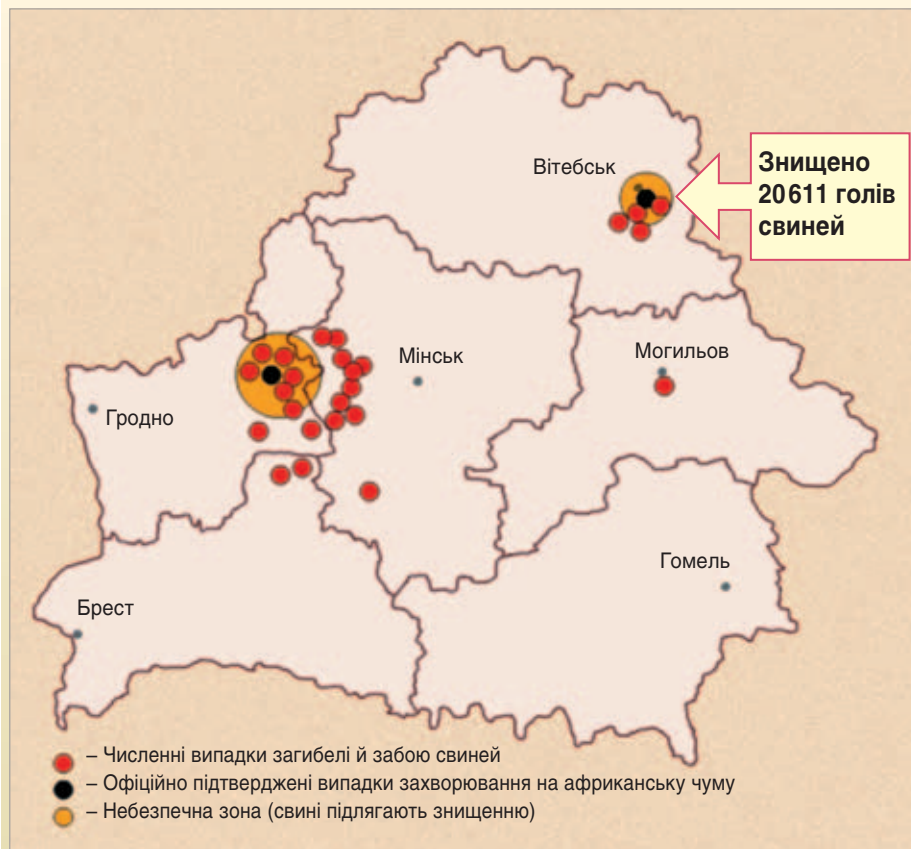 Вітебськ
Знищено
20611 голів
свиней
Мінськ
Могильов
Гродно
Гомель
Брест
– Численні випадки загибелі й забою свиней
– Офіційно підтверджені випадки захворювання на африканську чуму
– Небезпечна зона (свині підлягають знищенню)